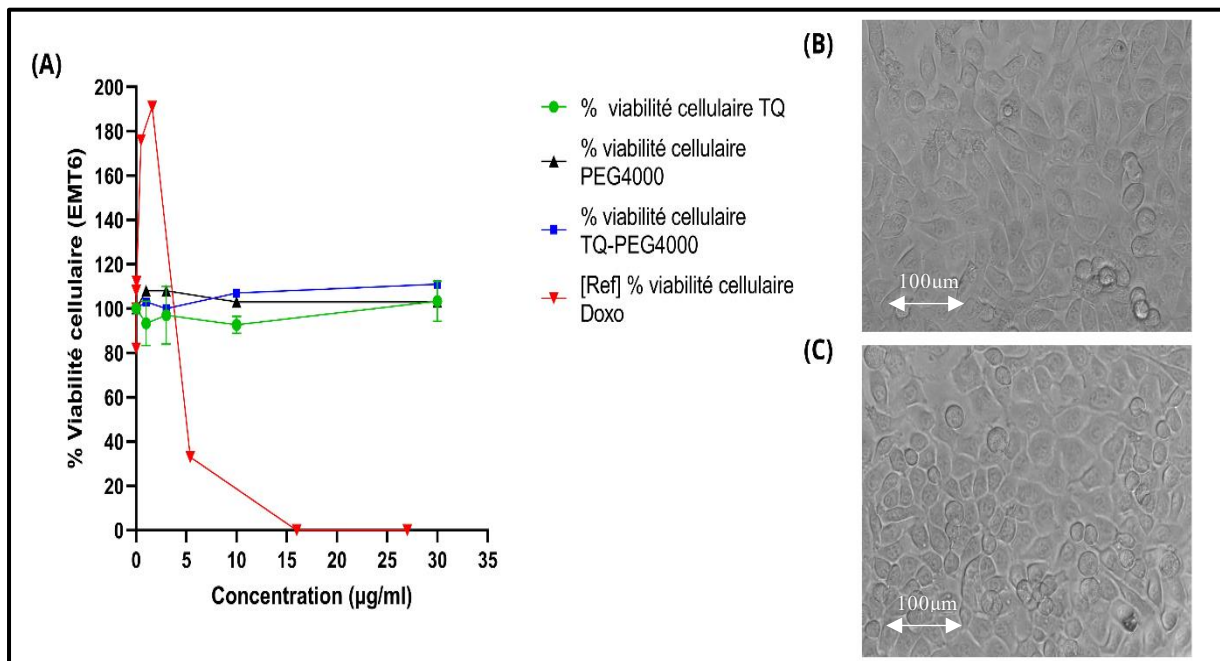 (A)
% Viabilité cellulaire (EMT6)
200
180
160
140
120
100
80
60
40
20
0
0 5 10 15 20 25 30 35
Concentration (µg/ml)
% viabilité cellulaire TQ
% viabilité cellulaire
PEG4000
% viabilité cellulaire
TQ-PEG4000
[Ref] % viabilité cellulaire
Doxo
(B)
100µm
(C)
100µm